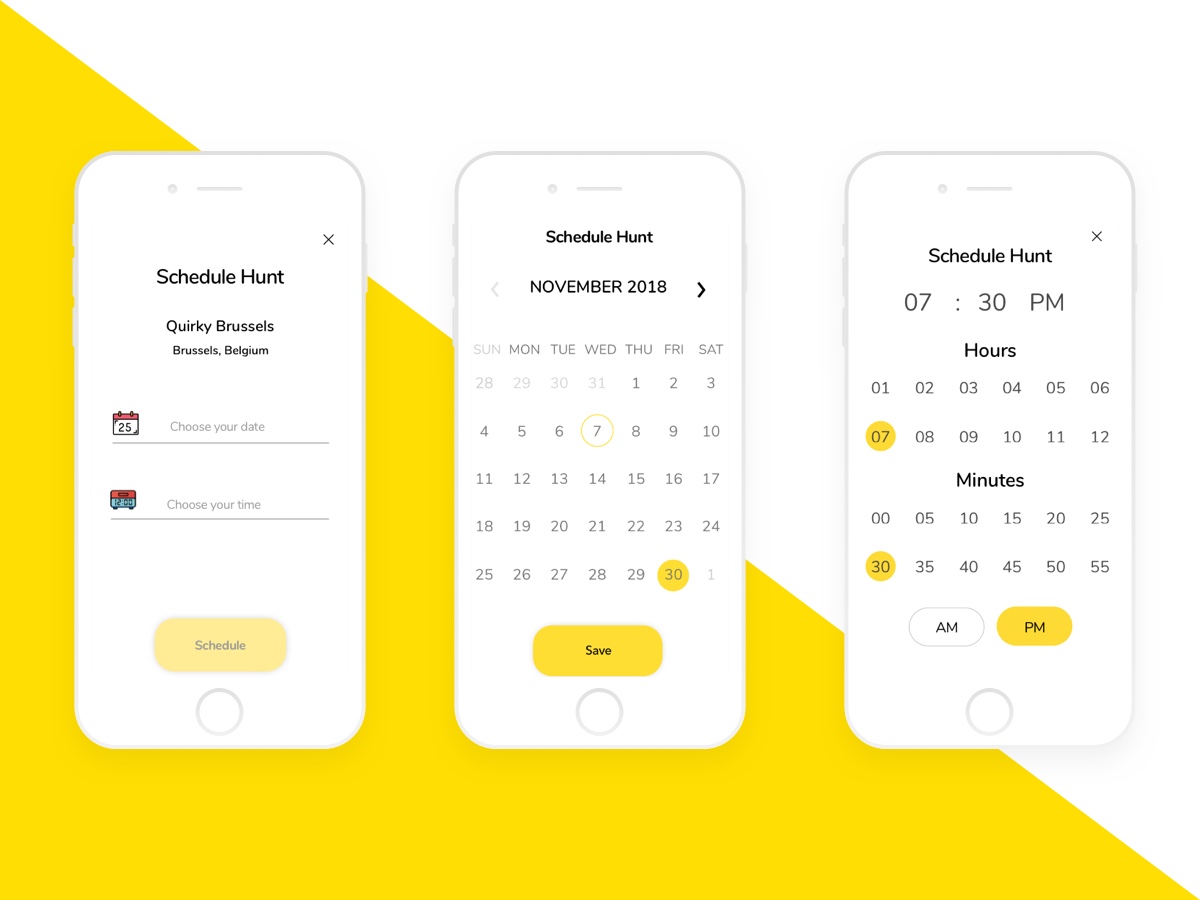 Schedule Hunt
Quirky Brussels
Brussels, Belgium
25
Choose your date
12:00
Choose your time
Schedule
Schedule Hunt
NOVEMBER 2018
SUN MON TUE WED THU FRI SAT
28 29 30 31 1 2 3
4 5 6 7 8 9 10
11 12 13 14 15 16 17
18 19 20 21 22 23 24
25 26 27 28 29 30 1
Save
Schedule Hunt
07 : 30 PM
Hours
01 02 03 04 05 06
07 08 09 10 11 12
Minutes
00 05 10 15 20 25
30 35 40 45 50 55
AM PM